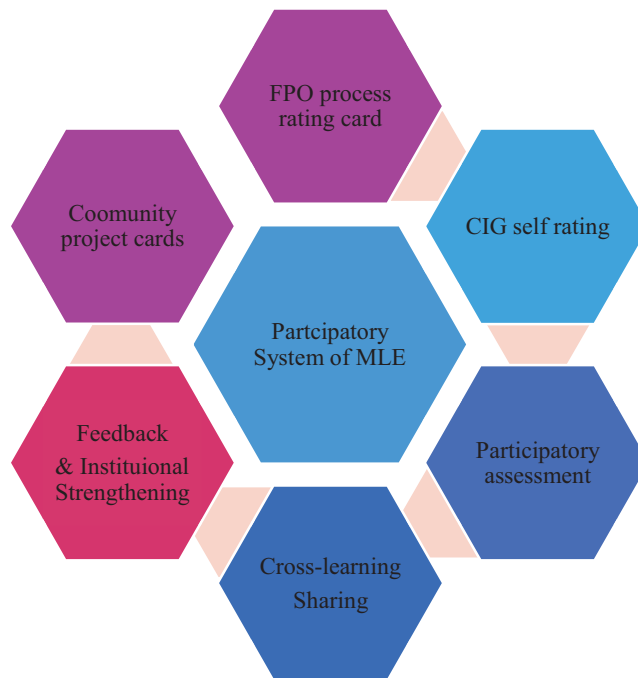 FPO process
rating card
CIG self rating
Coomunity
project cards
Partcipatory
System of MLE
Participatory
assessment
Feedback
& Instituional
Strengthening
Cross-learning
Sharing